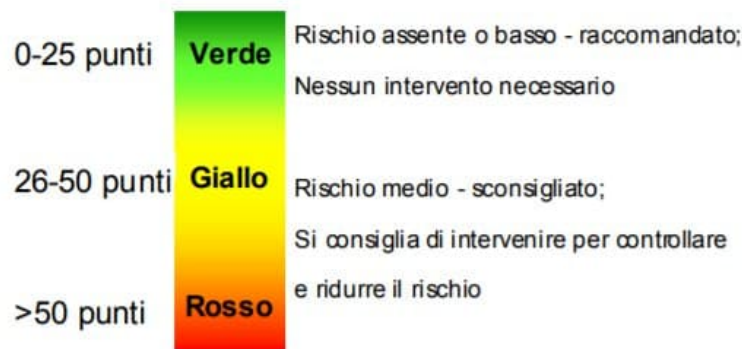 0-25 punti Verde Rischio assente o basso - raccomandato;
Nessun intervento necessario
26-50 punti Giallo Rischio medio - sconsigliato;
Si consiglia di intervenire per controllare
e ridurre il rischio
>50 punti Rosso